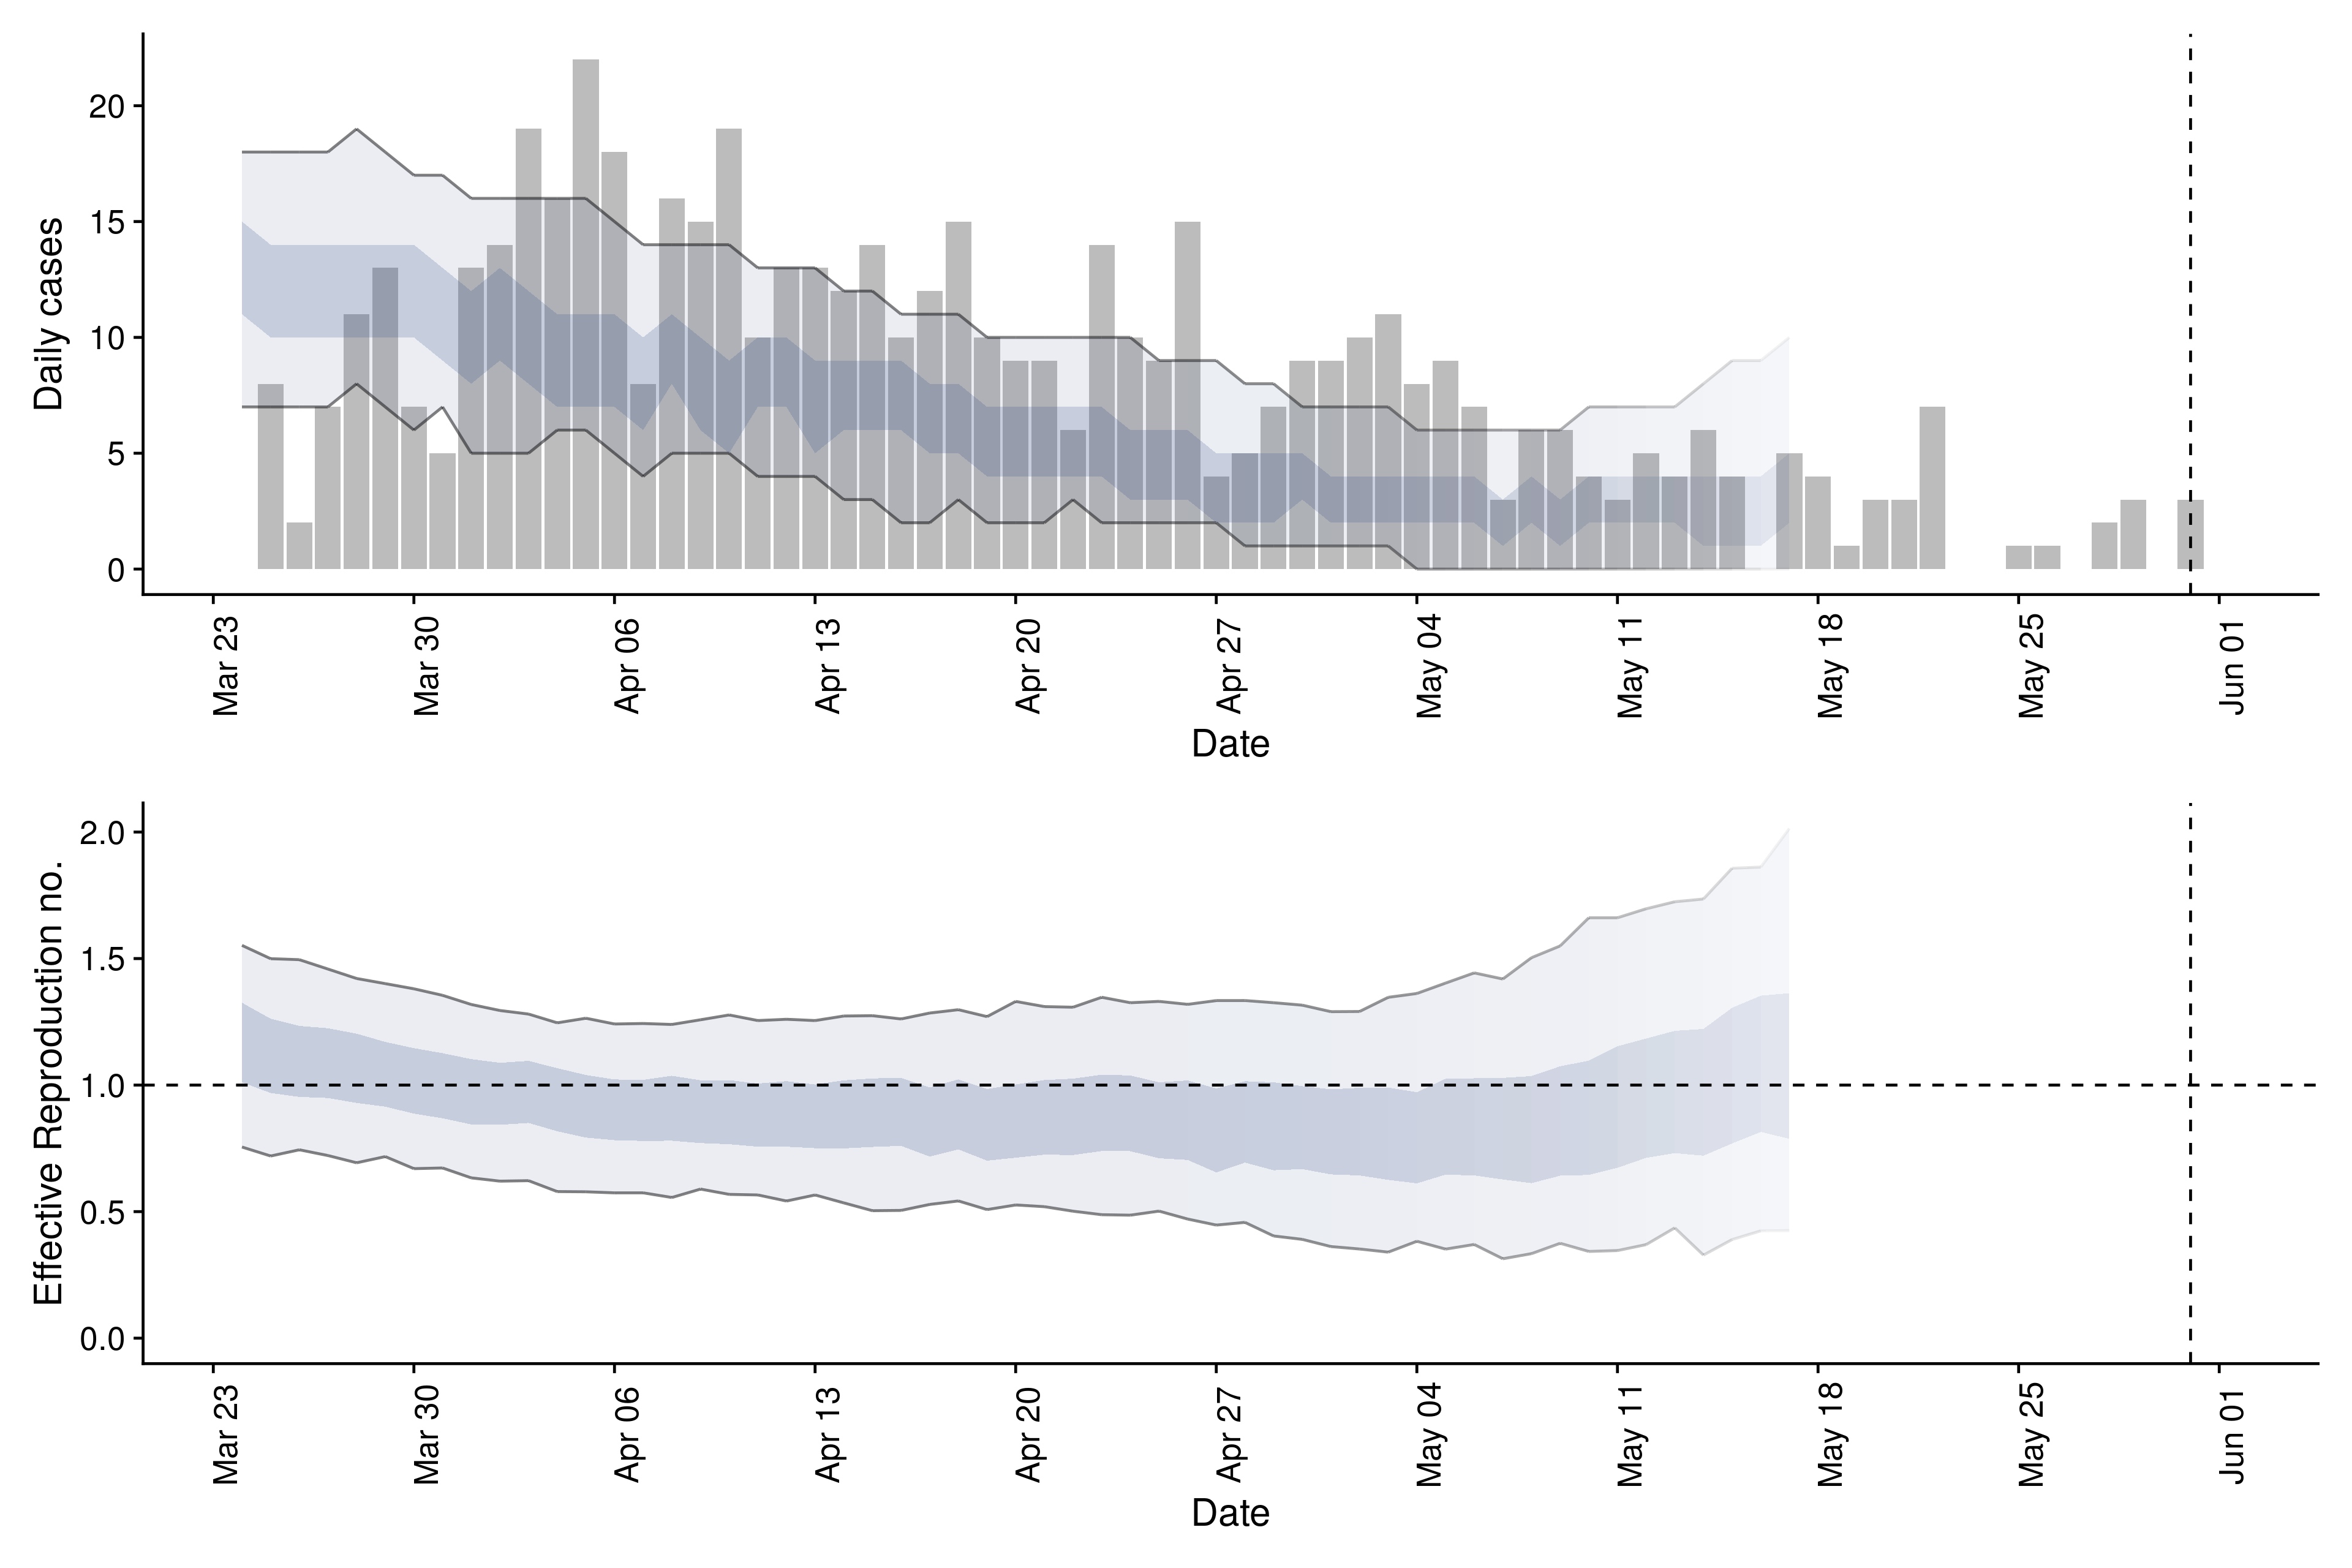 Daily cases
20
15
10
5
0
Mar 23
Mar 30
Apr 06
Apr 13
Apr 20
Apr 27
May 04
May 11
May 18
May 25
Jun 01
Date
Effective Reproduction no.
2.0
1.5
1.0
0.5
0.0
Mar 23
Mar 30
Apr 06
Apr 13
Apr 20
Apr 27
May 04
May 11
May 18
May 25
Jun 01
Date